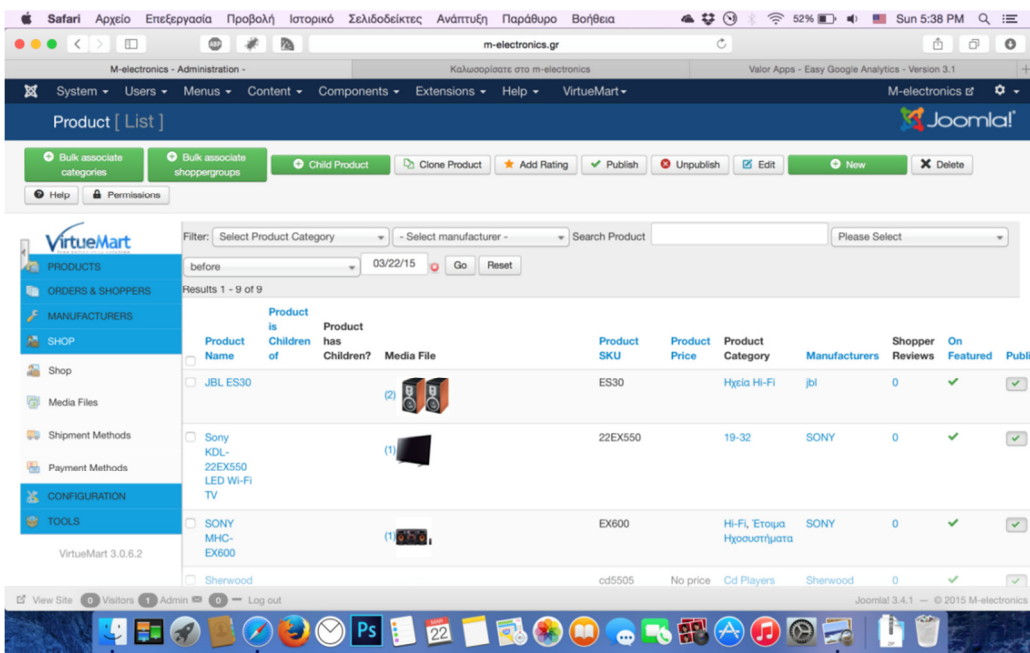 Safari Αρχείο Επεξεργασία Προβολή Ιστορικό Σελιδοδείκτες Ανάπτυξη Παράθυρο Βοήθεια 52% Sun 5:38 PM
ABP m-electronics.gr
M-electronics - Administration - Καλωσορίσατε στο m-electronics Valor Apps - Easy Google Analytics - Version 3.1
System Users Menus Content Components Extensions Help VirtueMart M-electronics
Product [ List ] Joomla!
Bulk associate categories Bulk associate shoppergroups Child Product Clone Product Add Rating Publish Unpublish Edit New Delete
Help Permissions
VirtueMart
Filter: Select Product Category - Select manufacturer - Search Product Please Select
before 03/22/15 Go Reset
Results 1 - 9 of 9
PRODUCTS
ORDERS & SHOPPERS
MANUFACTURERS
SHOP
Shop
Media Files
Shipment Methods
Payment Methods
CONFIGURATION
TOOLS
VirtueMart 3.0.6.2
Product Name Product is Children of Product has Children? Media File Product SKU Product Price Product Category Manufacturers Shopper Reviews On Featured Publi
JBL ES30 (2) ES30 Ηχεία Hi-Fi jbl 0
Sony KDL-22EX550 LED Wi-Fi TV (1) 22EX550 19-32 SONY 0
SONY MHC-EX600 (1) EX600 Hi-Fi, Έτοιμα Ηχοσυστήματα SONY 0
Sherwood cd5505 No price Cd Players Sherwood 0
View Site 0 Visitors 1 Admin 0 Log out Joomla! 3.4.1 — © 2015 M-electronics
Ps MAR 22